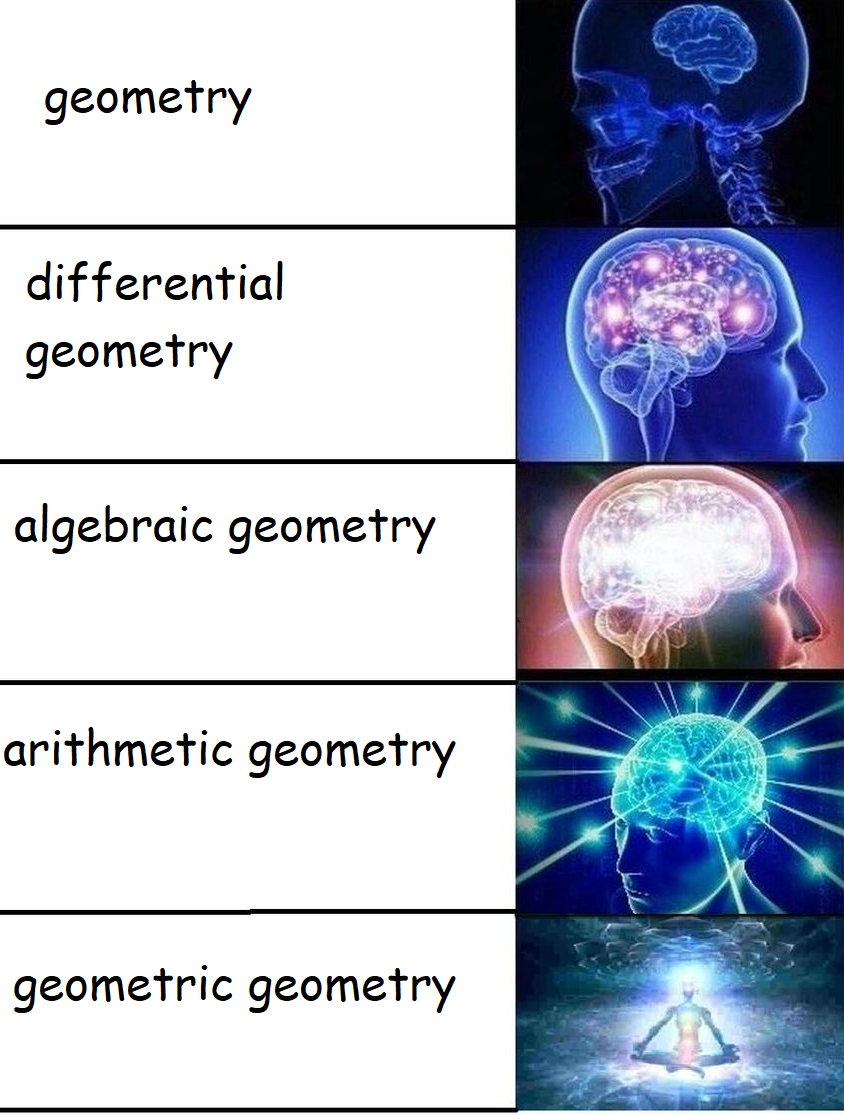 geometry
differential
geometry
algebraic geometry
arithmetic geometry
geometric geometry